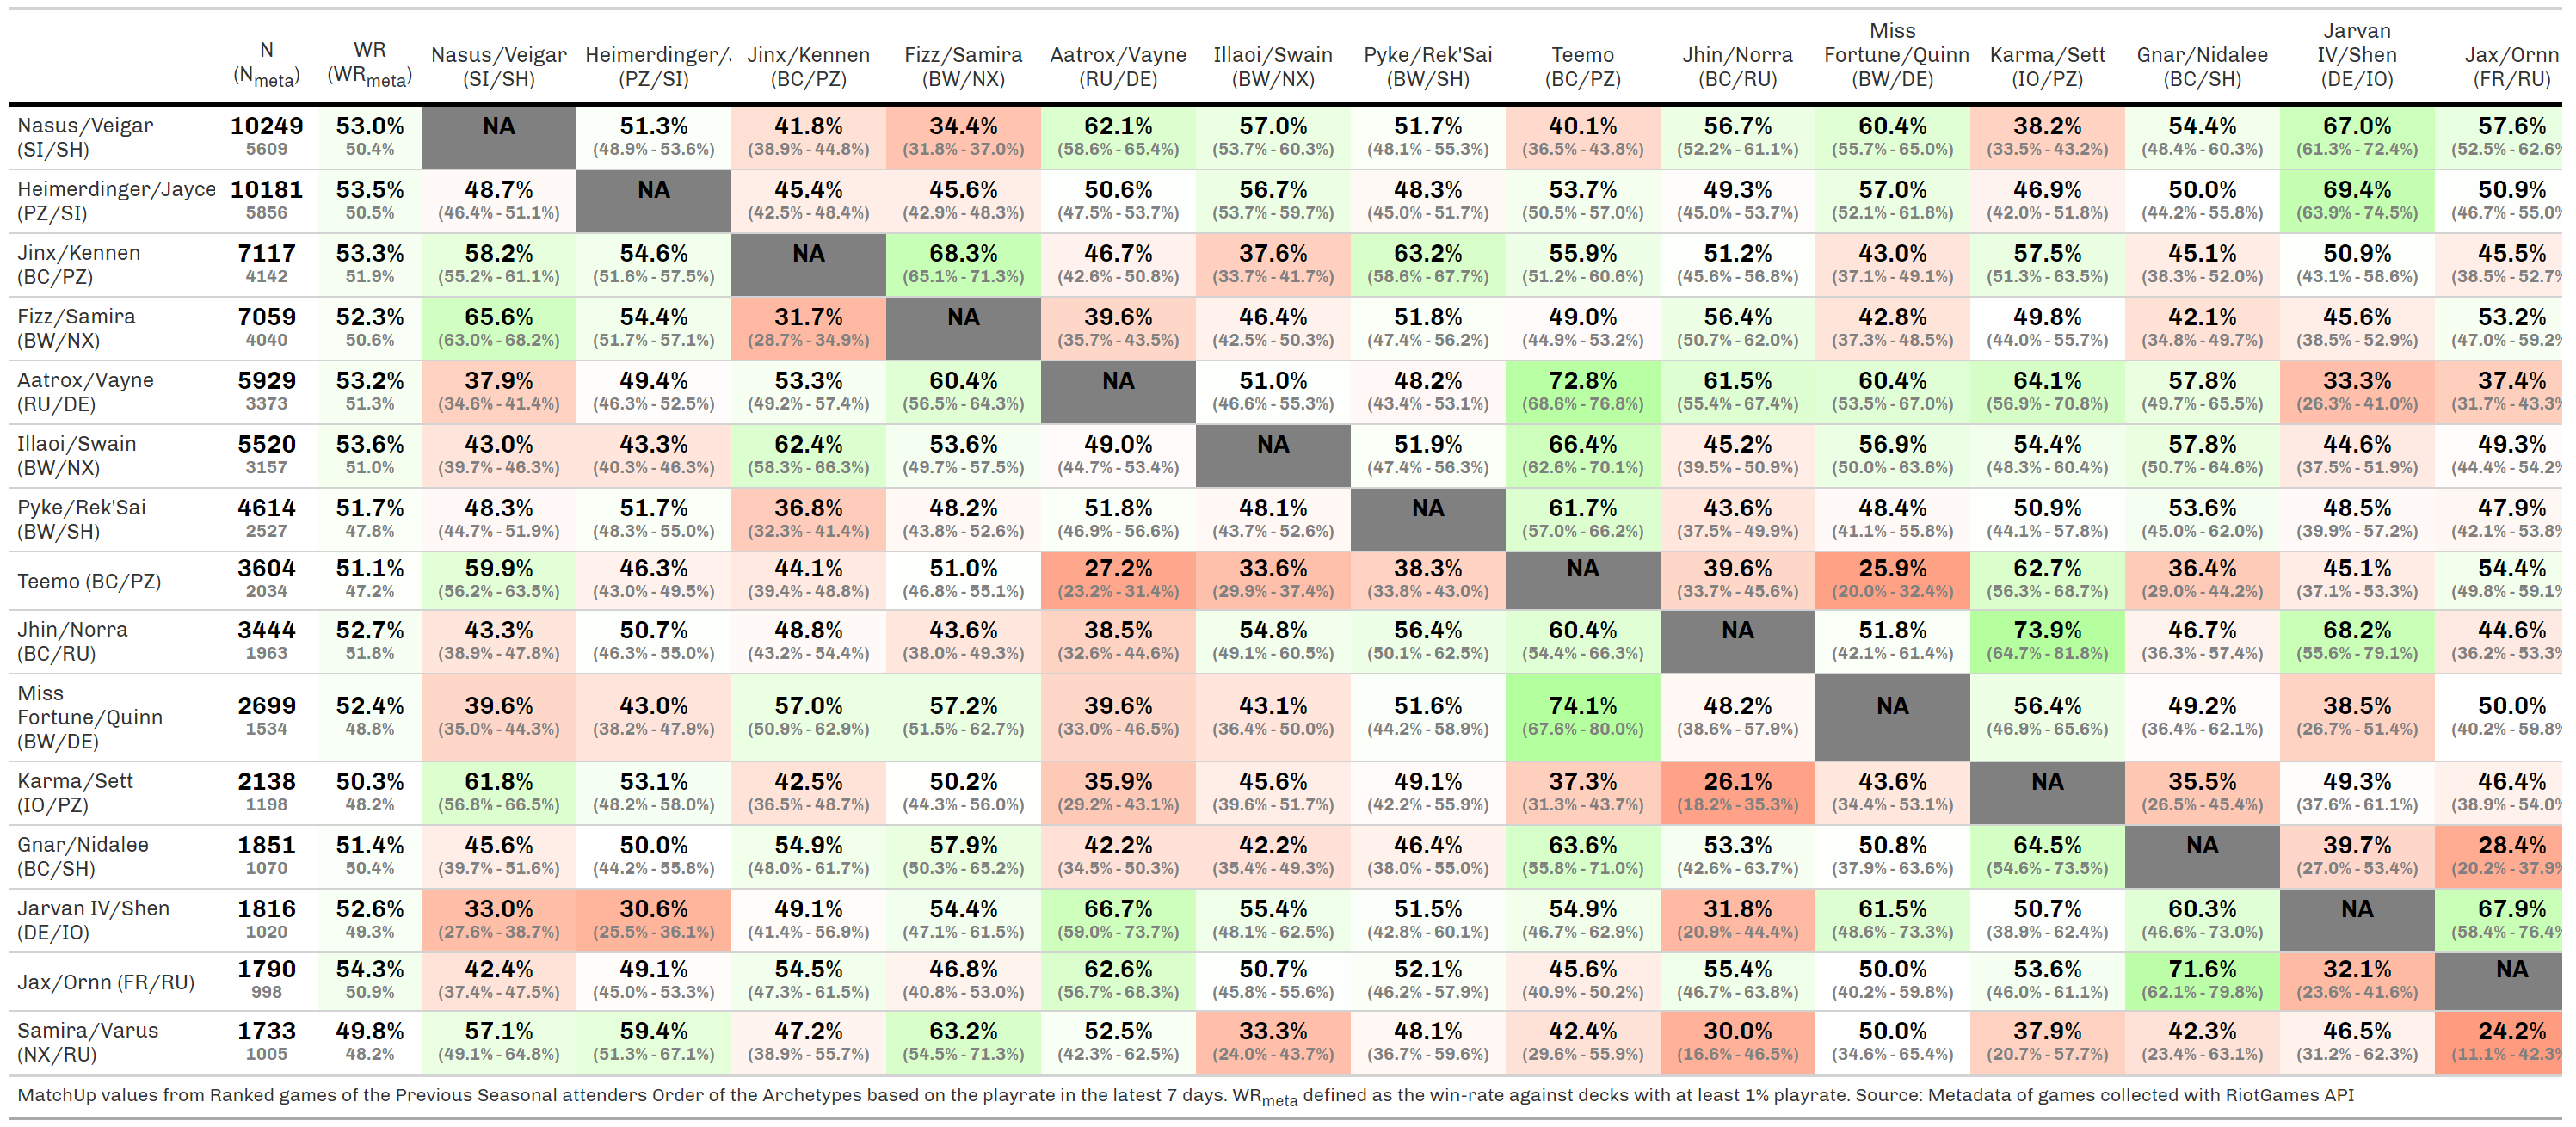 Miss Jarvan
N WR Nasus/Veigar Heimerdinger/J Jinx/Kennen Fizz/Samira Aatrox/Vayne Illaoi/Swain Pyke/Rek'Sai Teemo Jhin/Norra Fortune/Quinn Karma/Sett Gnar/Nidalee IV/Shen Jax/Ornn
(Nmeta) (WRmeta) (SI/SH) (PZ/SI) (BC/PZ) (BW/NX) (RU/DE) (BW/NX) (BW/SH) (BC/PZ) (BC/RU) (BW/DE) (IO/PZ) (BC/SH) (DE/IO) (FR/RU)
Nasus/Veigar 10249 53.0% NA 51.3% 41.8% 34.4% 62.1% 57.0% 51.7% 40.1% 56.7% 60.4% 38.2% 54.4% 67.0% 57.6%
(SI/SH) 5609 50.4% (48.9% - 53.6%) (38.9% - 44.8%) (31.8% - 37.0%) (58.6% - 65.4%) (53.7% - 60.3%) (48.1% - 55.3%) (36.5% - 43.8%) (52.2% - 61.1%) (55.7% - 65.0%) (33.5% - 43.2%) (48.4% - 60.3%) (61.3% - 72.4%) (52.5% - 62.6%
Heimerdinger/Jayce 10181 53.5% 48.7% NA 45.4% 45.6% 50.6% 56.7% 48.3% 53.7% 49.3% 57.0% 46.9% 50.0% 69.4% 50.9%
(PZ/SI) 5856 50.5% (46.4% - 51.1%) (42.5% - 48.4%) (42.9% - 48.3%) (47.5% - 53.7%) (53.7% - 59.7%) (45.0% - 51.7%) (50.5% - 57.0%) (45.0% - 53.7%) (52.1% - 61.8%) (42.0% - 51.8%) (44.2% - 55.8%) (63.9% - 74.5%) (46.7% - 55.0%
Jinx/Kennen 7117 53.3% 58.2% 54.6% NA 68.3% 46.7% 37.6% 63.2% 55.9% 51.2% 43.0% 57.5% 45.1% 50.9% 45.5%
(BC/PZ) 4142 51.9% (55.2% - 61.1%) (51.6% - 57.5%) (65.1% - 71.3%) (42.6% - 50.8%) (33.7% - 41.7%) (58.6% - 67.7%) (51.2% - 60.6%) (45.6% - 56.8%) (37.1% - 49.1%) (51.3% - 63.5%) (38.3% - 52.0%) (43.1% - 58.6%) (38.5% - 52.7%
Fizz/Samira 7059 52.3% 65.6% 54.4% 31.7% NA 39.6% 46.4% 51.8% 49.0% 56.4% 42.8% 49.8% 42.1% 45.6% 53.2%
(BW/NX) 4040 50.6% (63.0% - 68.2%) (51.7% - 57.1%) (28.7% - 34.9%) (35.7% - 43.5%) (42.5% - 50.3%) (47.4% - 56.2%) (44.9% - 53.2%) (50.7% - 62.0%) (37.3% - 48.5%) (44.0% - 55.7%) (34.8% - 49.7%) (38.5% - 52.9%) (47.0% - 59.2%
Aatrox/Vayne 5929 53.2% 37.9% 49.4% 53.3% 60.4% NA 51.0% 48.2% 72.8% 61.5% 60.4% 64.1% 57.8% 33.3% 37.4%
(RU/DE) 3373 51.3% (34.6% - 41.4%) (46.3% - 52.5%) (49.2% - 57.4%) (56.5% - 64.3%) (46.6% - 55.3%) (43.4% - 53.1%) (68.6% - 76.8%) (55.4% - 67.4%) (53.5% - 67.0%) (56.9% - 70.8%) (49.7% - 65.5%) (26.3% - 41.0%) (31.7% - 43.3%
Illaoi/Swain 5520 53.6% 43.0% 43.3% 62.4% 53.6% 49.0% NA 51.9% 66.4% 45.2% 56.9% 54.4% 57.8% 44.6% 49.3%
(BW/NX) 3157 51.0% (39.7% - 46.3%) (40.3% - 46.3%) (58.3% - 66.3%) (49.7% - 57.5%) (44.7% - 53.4%) (47.4% - 56.3%) (62.6% - 70.1%) (39.5% - 50.9%) (50.0% - 63.6%) (48.3% - 60.4%) (50.7% - 64.6%) (37.5% - 51.9%) (44.4% - 54.2%
Pyke/Rek'Sai 4614 51.7% 48.3% 51.7% 36.8% 48.2% 51.8% 48.1% NA 61.7% 43.6% 48.4% 50.9% 53.6% 48.5% 47.9%
(BW/SH) 2527 47.8% (44.7% - 51.9%) (48.3% - 55.0%) (32.3% - 41.4%) (43.8% - 52.6%) (46.9% - 56.6%) (43.7% - 52.6%) (57.0% - 66.2%) (37.5% - 49.9%) (41.1% - 55.8%) (44.1% - 57.8%) (45.0% - 62.0%) (39.9% - 57.2%) (42.1% - 53.8%
Teemo (BC/PZ) 3604 51.1% 59.9% 46.3% 44.1% 51.0% 27.2% 33.6% 38.3% NA 39.6% 25.9% 62.7% 36.4% 45.1% 54.4%
2034 47.2% (56.2% - 63.5%) (43.0% - 49.5%) (39.4% - 48.8%) (46.8% - 55.1%) (23.2% - 31.4%) (29.9% - 37.4%) (33.8% - 43.0%) (33.7% - 45.6%) (20.0% - 32.4%) (56.3% - 68.7%) (29.0% - 44.2%) (37.1% - 53.3%) (49.8% - 59.1%
Jhin/Norra 3444 52.7% 43.3% 50.7% 48.8% 43.6% 38.5% 54.8% 56.4% 60.4% NA 51.8% 73.9% 46.7% 68.2% 44.6%
(BC/RU) 1963 51.8% (38.9% - 47.8%) (46.3% - 55.0%) (43.2% - 54.4%) (38.0% - 49.3%) (32.6% - 44.6%) (49.1% - 60.5%) (50.1% - 62.5%) (54.4% - 66.3%) (42.1% - 61.4%) (64.7% - 81.8%) (36.3% - 57.4%) (55.6% - 79.1%) (36.2% - 53.3%
Miss
Fortune/Quinn 2699 52.4% 39.6% 43.0% 57.0% 57.2% 39.6% 43.1% 51.6% 74.1% 48.2% NA 56.4% 49.2% 38.5% 50.0%
(BW/DE) 1534 48.8% (35.0% - 44.3%) (38.2% - 47.9%) (50.9% - 62.9%) (51.5% - 62.7%) (33.0% - 46.5%) (36.4% - 50.0%) (44.2% - 58.9%) (67.6% - 80.0%) (38.6% - 57.9%) (46.9% - 65.6%) (36.4% - 62.1%) (26.7% - 51.4%) (40.2% - 59.8%
Karma/Sett 2138 50.3% 61.8% 53.1% 42.5% 50.2% 35.9% 45.6% 49.1% 37.3% 26.1% 43.6% NA 35.5% 49.3% 46.4%
(IO/PZ) 1198 48.2% (56.8% - 66.5%) (48.2% - 58.0%) (36.5% - 48.7%) (44.3% - 56.0%) (29.2% - 43.1%) (39.6% - 51.7%) (42.2% - 55.9%) (31.3% - 43.7%) (18.2% - 35.3%) (34.4% - 53.1%) (26.5% - 45.4%) (37.6% - 61.1%) (38.9% - 54.0%
Gnar/Nidalee 1851 51.4% 45.6% 50.0% 54.9% 57.9% 42.2% 42.2% 46.4% 63.6% 53.3% 50.8% 64.5% NA 39.7% 28.4%
(BC/SH) 1070 50.4% (39.7% - 51.6%) (44.2% - 55.8%) (48.0% - 61.7%) (50.3% - 65.2%) (34.5% - 50.3%) (35.4% - 49.3%) (38.0% - 55.0%) (55.8% - 71.0%) (42.6% - 63.7%) (37.9% - 63.6%) (54.6% - 73.5%) (27.0% - 53.4%) (20.2% - 37.9%
Jarvan IV/Shen 1816 52.6% 33.0% 30.6% 49.1% 54.4% 66.7% 55.4% 51.5% 54.9% 31.8% 61.5% 50.7% 60.3% NA 67.9%
(DE/IO) 1020 49.3% (27.6% - 38.7%) (25.5% - 36.1%) (41.4% - 56.9%) (47.1% - 61.5%) (59.0% - 73.7%) (48.1% - 62.5%) (42.8% - 60.1%) (46.7% - 62.9%) (20.9% - 44.4%) (48.6% - 73.3%) (38.9% - 62.4%) (46.6% - 73.0%) (58.4% - 76.4%
Jax/Ornn (FR/RU) 1790 54.3% 42.4% 49.1% 54.5% 46.8% 62.6% 50.7% 52.1% 45.6% 55.4% 50.0% 53.6% 71.6% 32.1% NA
998 50.9% (37.4% - 47.5%) (45.0% - 53.3%) (47.3% - 61.5%) (40.8% - 53.0%) (56.7% - 68.3%) (45.8% - 55.6%) (46.2% - 57.9%) (40.9% - 50.2%) (46.7% - 63.8%) (40.2% - 59.8%) (46.0% - 61.1%) (62.1% - 79.8%) (23.6% - 41.6%)
Samira/Varus 1733 49.8% 57.1% 59.4% 47.2% 63.2% 52.5% 33.3% 48.1% 42.4% 30.0% 50.0% 37.9% 42.3% 46.5% 24.2%
(NX/RU) 1005 48.2% (49.1% - 64.8%) (51.3% - 67.1%) (38.9% - 55.7%) (54.5% - 71.3%) (42.3% - 62.5%) (24.0% - 43.7%) (36.7% - 59.6%) (29.6% - 55.9%) (16.6% - 46.5%) (34.6% - 65.4%) (20.7% - 57.7%) (23.4% - 63.1%) (31.2% - 62.3%) (11.1% - 42.3%
MatchUp values from Ranked games of the Previous Seasonal attenders Order of the Archetypes based on the playrate in the latest 7 days. WRmeta defined as the win-rate against decks with at least 1% playrate. Source: Metadata of games collected with RiotGames API